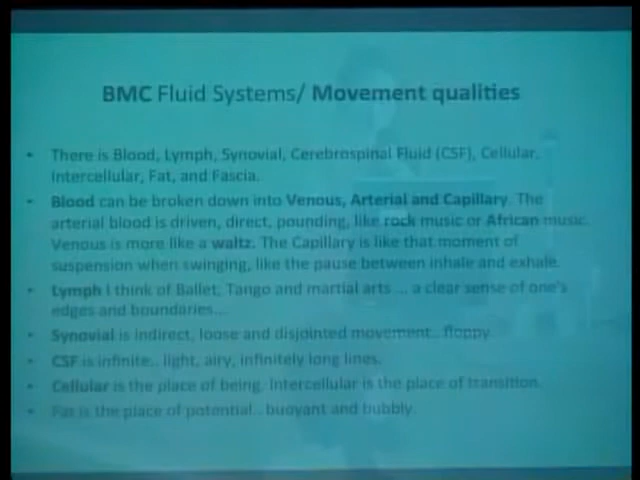 BMC Fluid Systems/ Movement qualities
• There is Blood, Lymph, Synovial, Cerebrospinal Fluid (CSF), Cellular,
Intercellular, Fat, and Fascia.
• Blood can be broken down into Venous, Arterial and Capillary. The
arterial blood is driven, direct, pounding, like rock music or African music.
Venous is more like a waltz. The Capillary is like that moment of
suspension when swinging, like the pause between inhale and exhale.
• Lymph I think of Ballet, Tango and martial arts ... a clear sense of one's
edges and boundaries...
• Synovial is indirect, loose and disjointed movement.. floppy.
• CSF is infinite.. light, airy, infinitely long lines.
• Cellular is the place of being. Intercellular is the place of transition.
• Fat is the place of potential.. buoyant and bubbly.